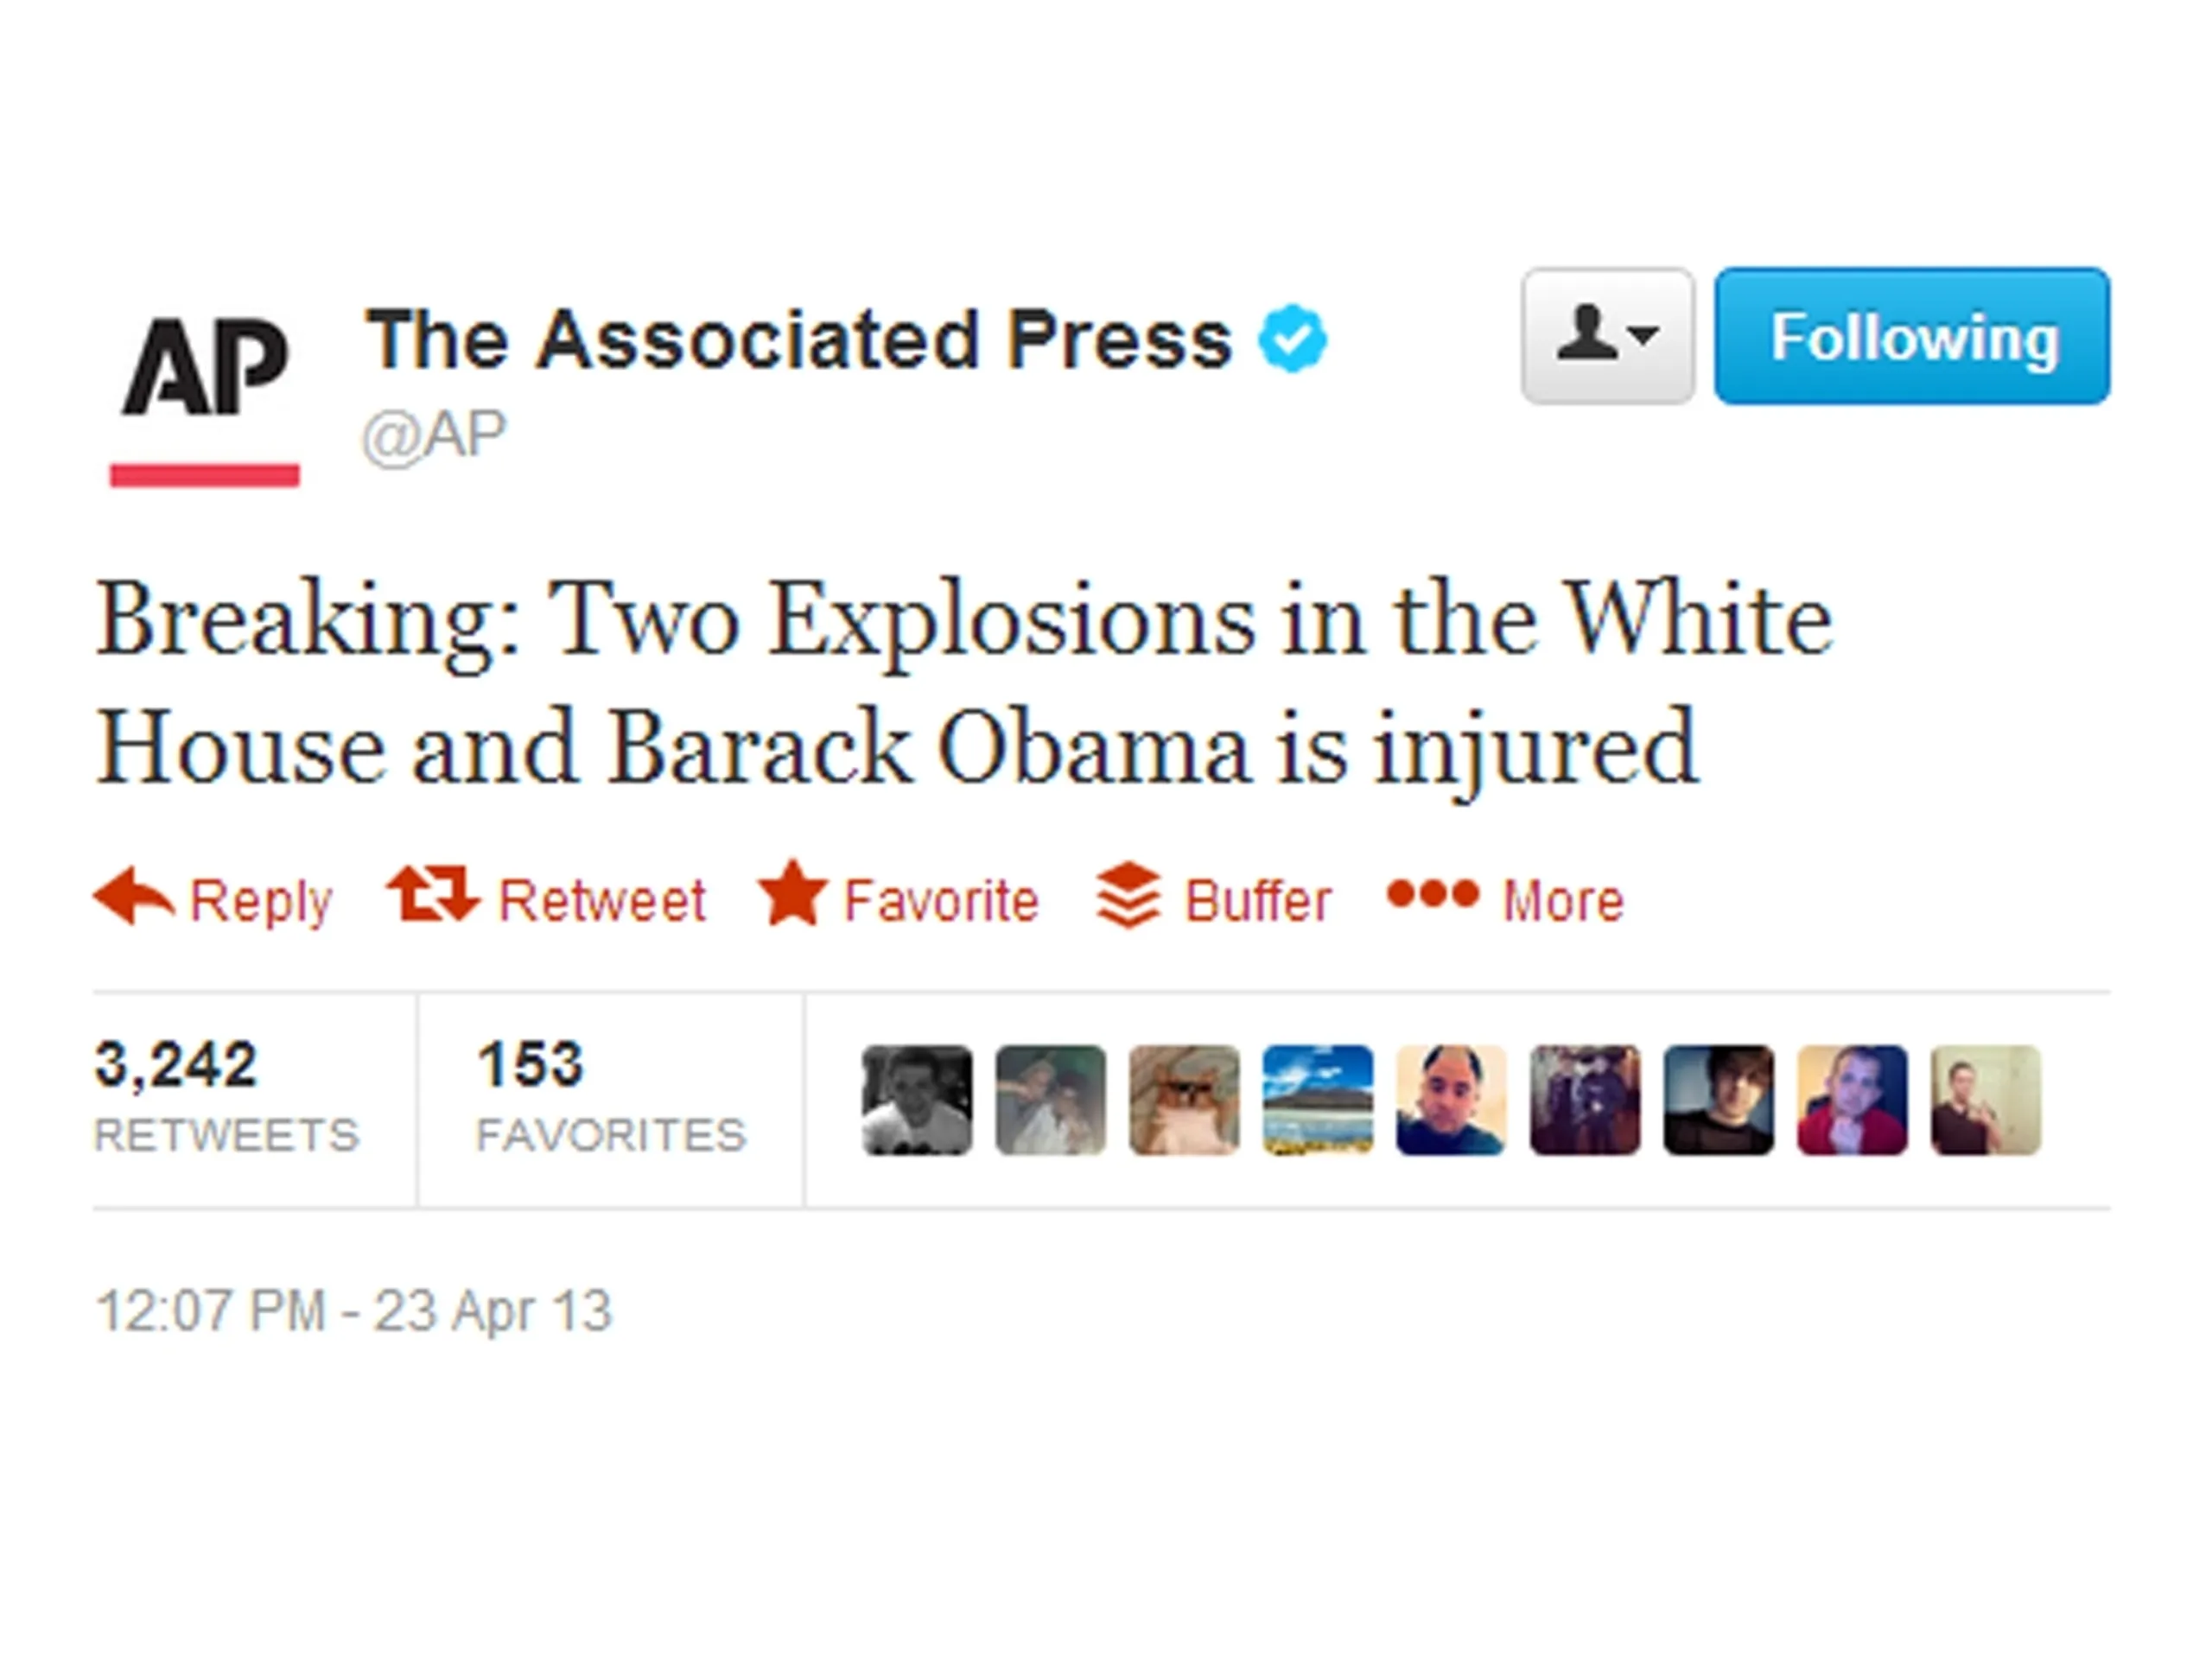 AP
The Associated Press
@AP
Following
Breaking: Two Explosions in the White
House and Barack Obama is injured
Reply Retweet Favorite Buffer More
3,242 153
RETWEETS FAVORITES
12:07 PM - 23 Apr 13